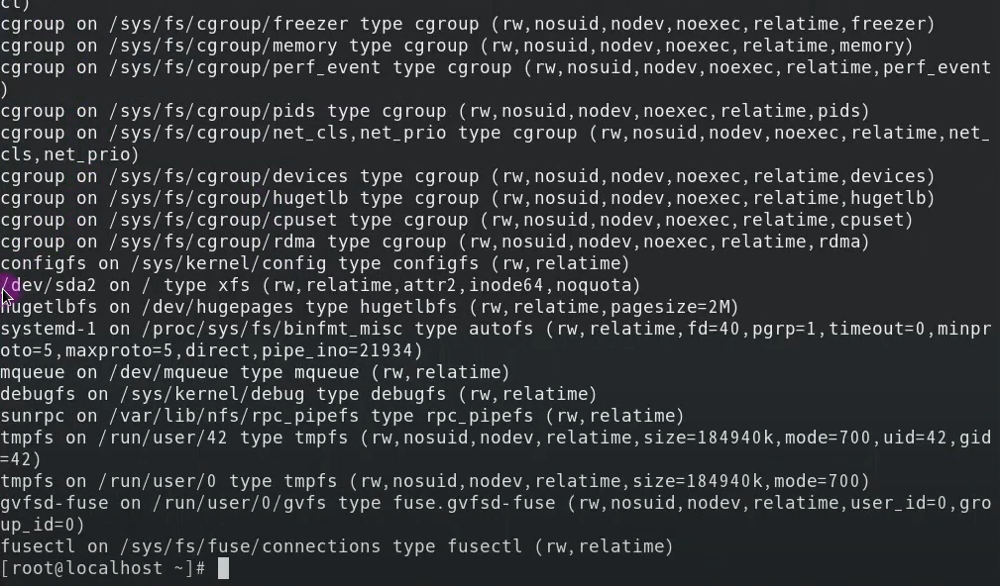 cl)
cgroup on /sys/fs/cgroup/freezer type cgroup (rw,nosuid,nodev,noexec,relatime,freezer)
cgroup on /sys/fs/cgroup/memory type cgroup (rw,nosuid,nodev,noexec,relatime,memory)
cgroup on /sys/fs/cgroup/perf_event type cgroup (rw,nosuid,nodev,noexec,relatime,perf_event
)
cgroup on /sys/fs/cgroup/pids type cgroup (rw,nosuid,nodev,noexec,relatime,pids)
cgroup on /sys/fs/cgroup/net_cls,net_prio type cgroup (rw,nosuid,nodev,noexec,relatime,net_
cls,net_prio)
cgroup on /sys/fs/cgroup/devices type cgroup (rw,nosuid,nodev,noexec,relatime,devices)
cgroup on /sys/fs/cgroup/hugetlb type cgroup (rw,nosuid,nodev,noexec,relatime,hugetlb)
cgroup on /sys/fs/cgroup/cpuset type cgroup (rw,nosuid,nodev,noexec,relatime,cpuset)
cgroup on /sys/fs/cgroup/rdma type cgroup (rw,nosuid,nodev,noexec,relatime,rdma)
configfs on /sys/kernel/config type configfs (rw,relatime)
/dev/sda2 on / type xfs (rw,relatime,attr2,inode64,noquota)
hugetlbfs on /dev/hugepages type hugetlbfs (rw,relatime,pagesize=2M)
systemd-1 on /proc/sys/fs/binfmt_misc type autofs (rw,relatime,fd=40,pgrp=1,timeout=0,minpr
oto=5,maxproto=5,direct,pipe_ino=21934)
mqueue on /dev/mqueue type mqueue (rw,relatime)
debugfs on /sys/kernel/debug type debugfs (rw,relatime)
sunrpc on /var/lib/nfs/rpc_pipefs type rpc_pipefs (rw,relatime)
tmpfs on /run/user/42 type tmpfs (rw,nosuid,nodev,relatime,size=184940k,mode=700,uid=42,gid
=42)
tmpfs on /run/user/0 type tmpfs (rw,nosuid,nodev,relatime,size=184940k,mode=700)
gvfsd-fuse on /run/user/0/gvfs type fuse.gvfsd-fuse (rw,nosuid,nodev,relatime,user_id=0,gro
up_id=0)
fusectl on /sys/fs/fuse/connections type fusectl (rw,relatime)
[root@localhost ~]#